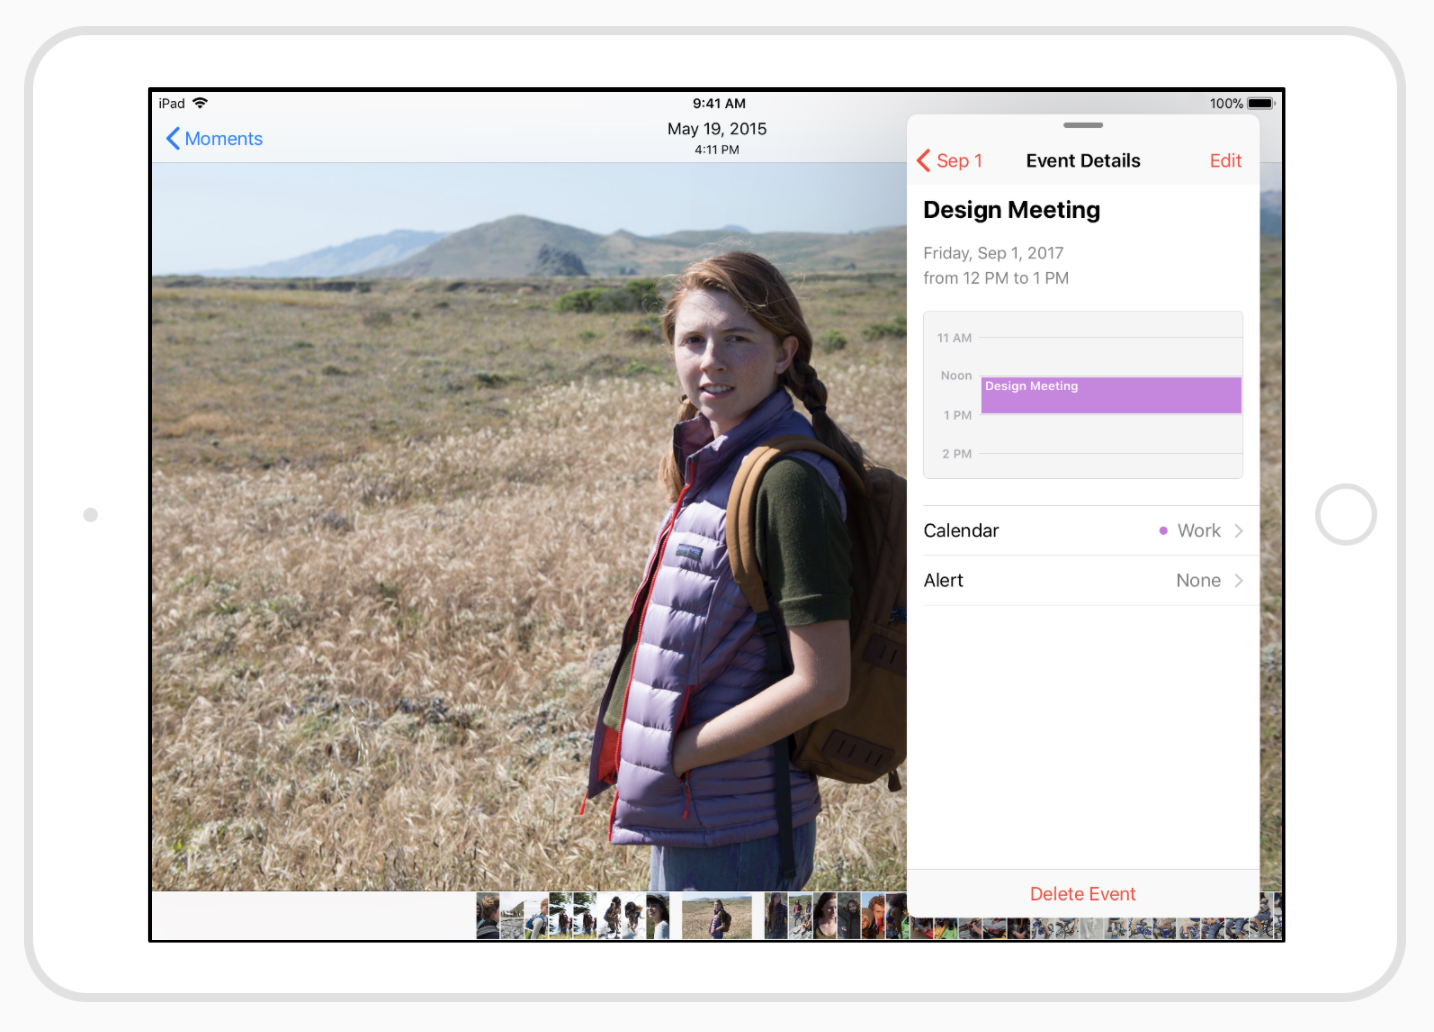 iPad
9:41 AM
100%
Moments
May 19, 2015
4:11 PM
Sep 1
Event Details
Edit
Design Meeting
Friday, Sep 1, 2017
from 12 PM to 1 PM
11 AM
Noon
Design Meeting
1 PM
2 PM
Calendar
Work
Alert
None
Delete Event